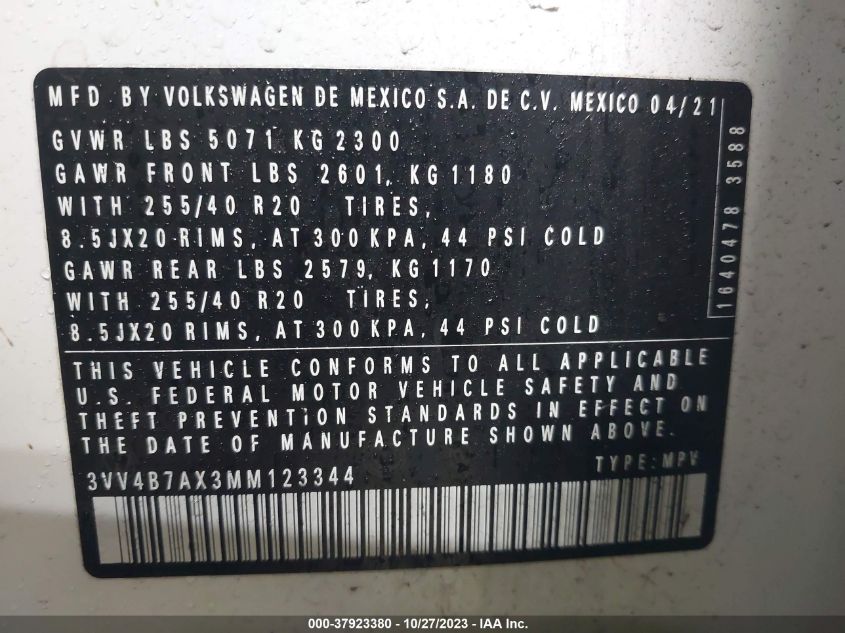 MFD BY VOLKSWAGEN DE MEXICO S.A. DE C.V. MEXICO 04/21
GVWR LBS 5071 KG 2300
GAWR FRONT LBS 2601, KG 1180
WITH 255/40 R20 TIRES,
8.5JX20 RIMS, AT 300 KPA, 44 PSI COLD
GAWR REAR LBS 2579, KG 1170
WITH 255/40 R20 TIRES,
8.5JX20 RIMS, AT 300 KPA, 44 PSI COLD
1640478 3588
THIS VEHICLE CONFORMS TO ALL APPLICABLE
U.S. FEDERAL MOTOR VEHICLE SAFETY AND
THEFT PREVENTION STANDARDS IN EFFECT ON
THE DATE OF MANUFACTURE SHOWN ABOVE.
3VV4B7AX3MM123344 TYPE: MPV
000-37923380 - 10/27/2023 - IAA Inc.